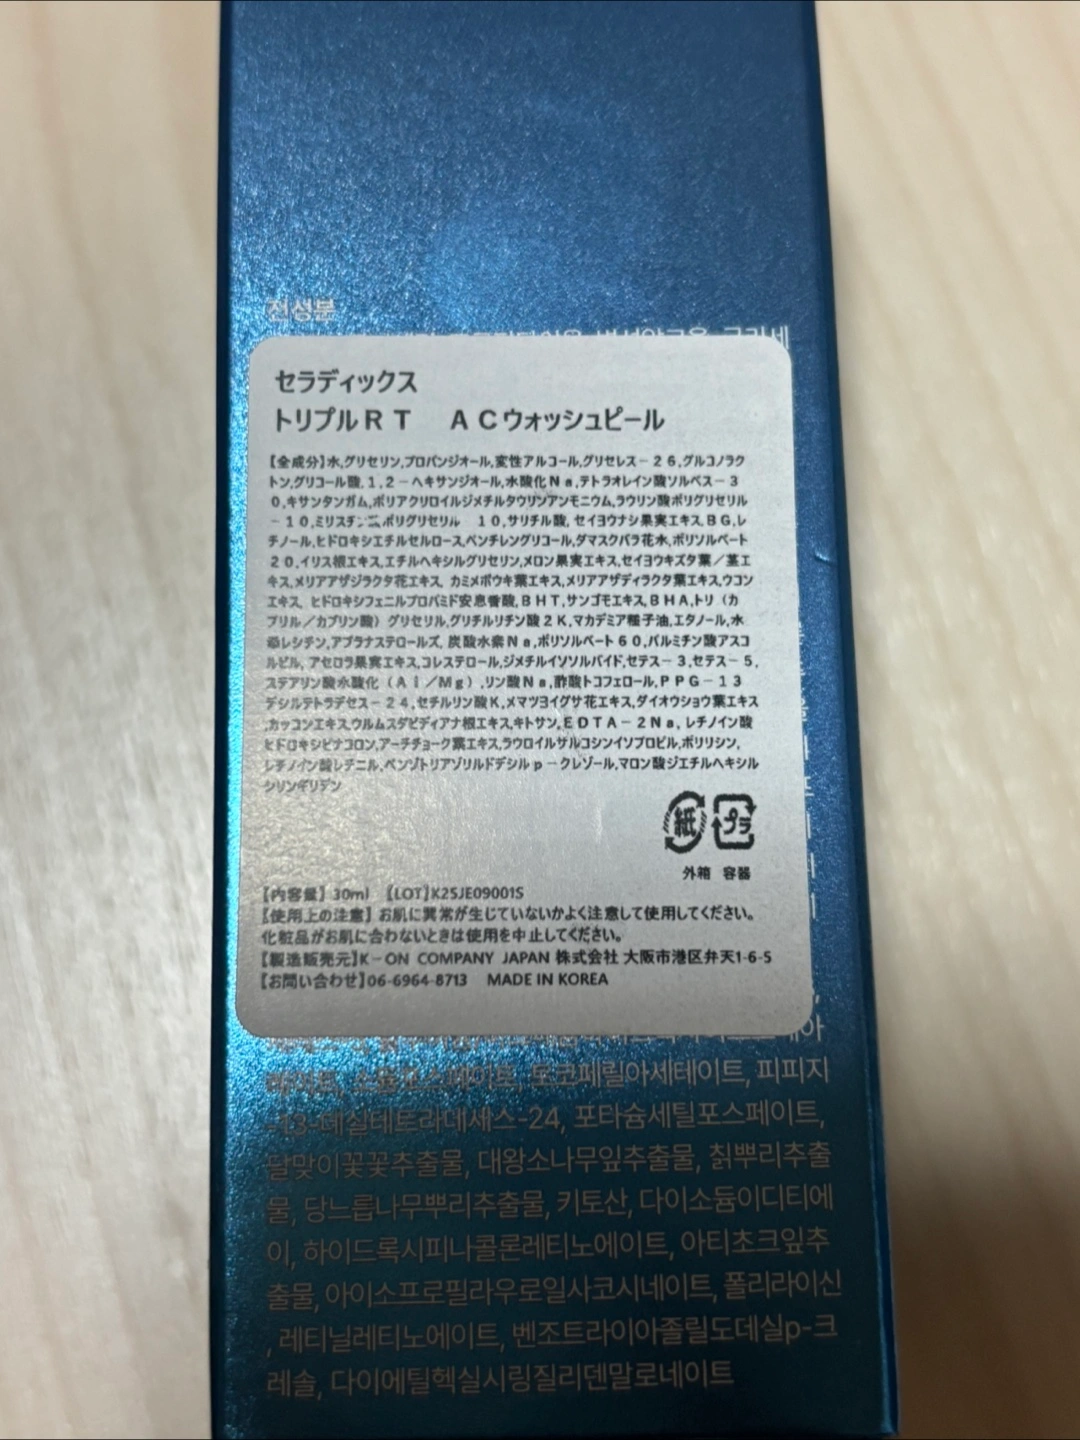 전성분
セラディックス
トリプルRT　ACウォッシュピール
【全成分】水,グリセリン,プロパンジオール,変性アルコール,グリセレス－26,グルコノラク
トン,グリコール酸,1,2－ヘキサンジオール,水酸化Na,テトラオレイン酸ソルベス－3
0,キサンタンガム,ポリアクリロイルジメチルタウリンアンモニウム,ラウリン酸ポリグリセリル
－10,ミリスチン酸ポリグリセリル　10,サリチル酸, セイヨウナシ果実エキス,BG,レ
チノール,ヒドロキシエチルセルロース,ペンチレングリコール,ダマスクバラ花水,ポリソルベート
20,イリス根エキス,エチルヘキシルグリセリン,メロン果実エキス,セイヨウキズタ葉／茎エ
キス,メリアアザジラクタ花エキス, カミメボウキ葉エキス,メリアアザディラクタ葉エキス,ウコン
エキス, ヒドロキシフェニルプロパミド安息香酸,BHT,サンゴモエキス,BHA,トリ（カ
プリル／カプリン酸）グリセリル,グリチルリチン酸2K,マカデミア種子油,エタノール,水
添レシチン,アブラナステロールズ, 炭酸水素Na,ポリソルベート60,パルミチン酸アスコ
ルビル, アセロラ果実エキス,コレステロール,ジメチルイソソルバイド,セテス－3,セテス－5,
ステアリン酸水酸化（Al／Mg）,リン酸Na,酢酸トコフェロール,PPG－13
デシルテトラデセス－24,セチルリン酸K,メマツヨイグサ花エキス,ダイオウショウ葉エキス
,カッコンエキス,ウルムスダビディアナ根エキス,キトサン,EDTA－2Na, レチノイン酸
ヒドロキシピナコロン,アーチチョーク葉エキス,ラウロイルサルコシンイソプロピル,ポリリシン,
レチノイン酸レチニル,ベンゾトリアゾリルドデシルp－クレゾール,マロン酸ジエチルヘキシル
シリンギリデン
紙 プラ
外箱 容器
【内容量】30ml 【LOT】K25JE09001S
【使用上の注意】お肌に異常が生じていないかよく注意して使用してください。
化粧品がお肌に合わないときは使用を中止してください。
【製造販売元】K－ON COMPANY JAPAN 株式会社 大阪市港区弁天1-6-5
【お問い合わせ】06-6964-8713 MADE IN KOREA
레이트, 소듐포스페이트, 토코페릴아세테이트, 피피지
-13-데실테트라데세스-24, 포타슘세틸포스페이트,
달맞이꽃꽃추출물, 대왕소나무잎추출물, 칡뿌리추출
물, 당느릅나무뿌리추출물, 키토산, 다이소듐이디티에
이, 하이드록시피나콜론레티노에이트, 아티초크잎추
출물, 아이소프로필라우로일사코시네이트, 폴리라이신
, 레티닐레티노에이트, 벤조트라이아졸릴도데실p-크
레솔, 다이에틸헥실시링질리덴말로네이트